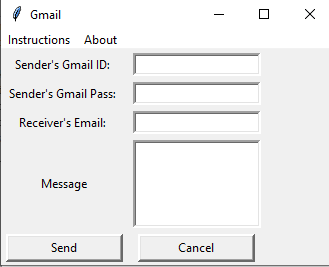 Gmail
Instructions About
Sender's Gmail ID:
Sender's Gmail Pass:
Receiver's Email:
Message
Send Cancel